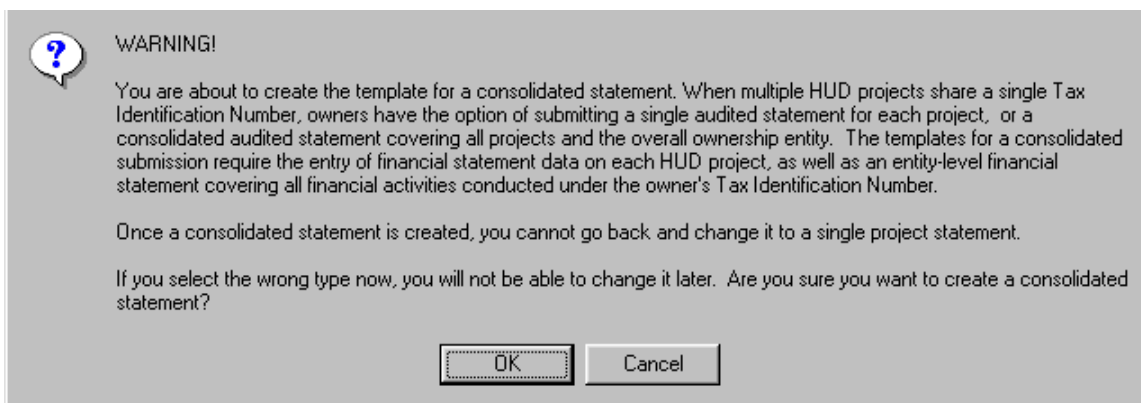 ?
WARNING!
You are about to create the template for a consolidated statement. When multiple HUD projects share a single Tax
Identification Number, owners have the option of submitting a single audited statement for each project,  or a
consolidated audited statement covering all projects and the overall ownership entity.  The templates for a consolidated
submission require the entry of financial statement data on each HUD project, as well as an entity-level financial
statement covering all financial activities conducted under the owner's Tax Identification Number.
Once a consolidated statement is created, you cannot go back and change it to a single project statement.
If you select the wrong type now, you will not be able to change it later.  Are you sure you want to create a consolidated
statement?
OK
Cancel